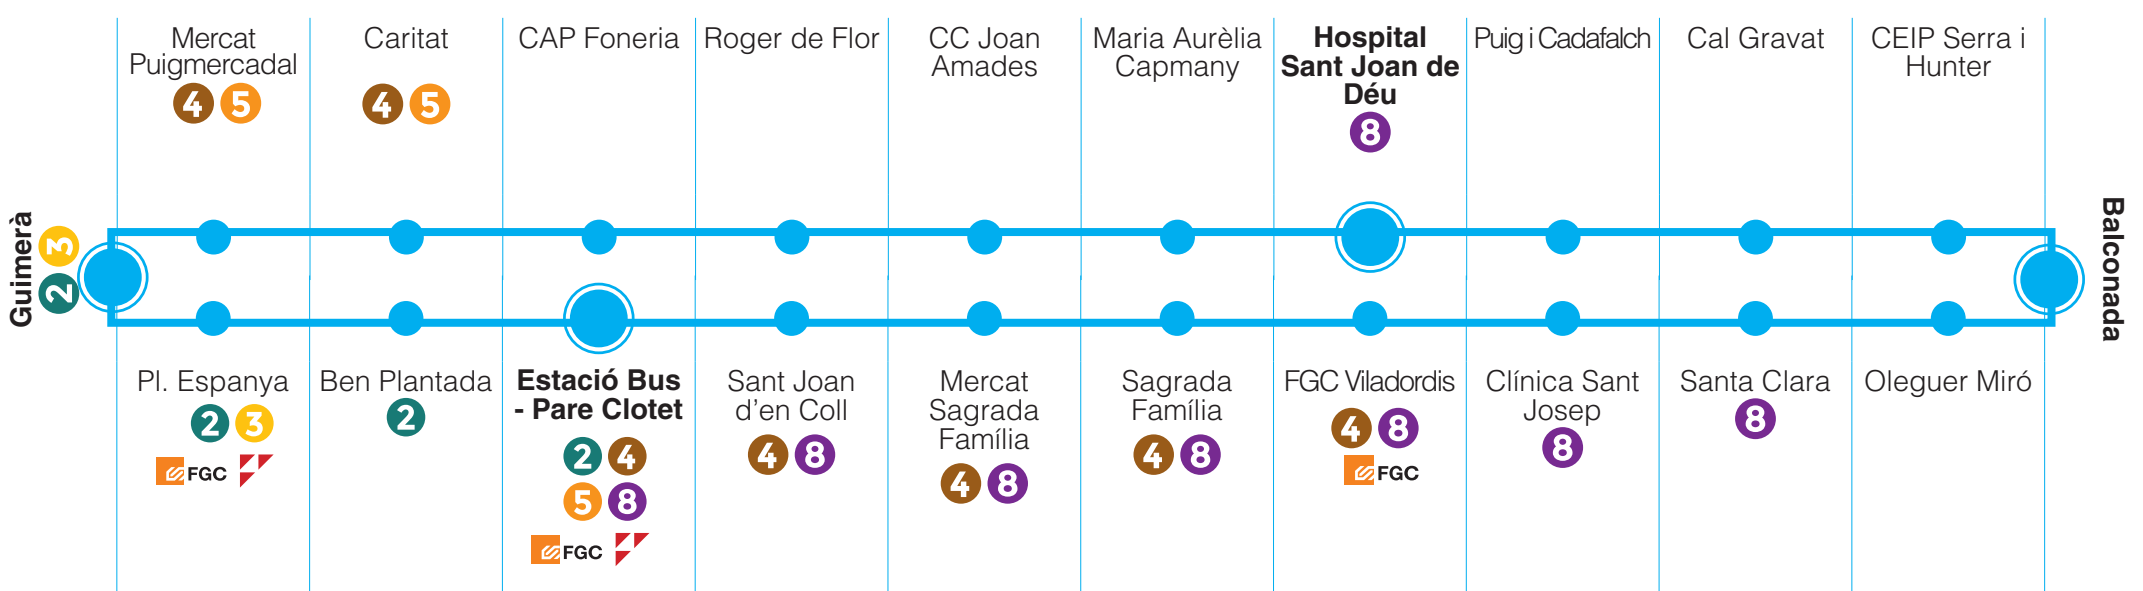 Mercat
Puigmercadal
4 5
Caritat
4 5
CAP Foneria
Roger de Flor
CC Joan
Amades
Maria Aurèlia
Capmany
Hospital
Sant Joan de
Déu
8
Puig i Cadafalch
Cal Gravat
CEIP Serra i
Hunter
Guimerà
2 3
Balconada
Pl. Espanya
2 3
FGC
Ben Plantada
2
Estació Bus
- Pare Clotet
2 4
5 8
FGC
Sant Joan
d'en Coll
4 8
Mercat
Sagrada
Família
4 8
Sagrada
Família
4 8
FGC Viladordis
4 8
FGC
Clínica Sant
Josep
8
Santa Clara
8
Oleguer Miró